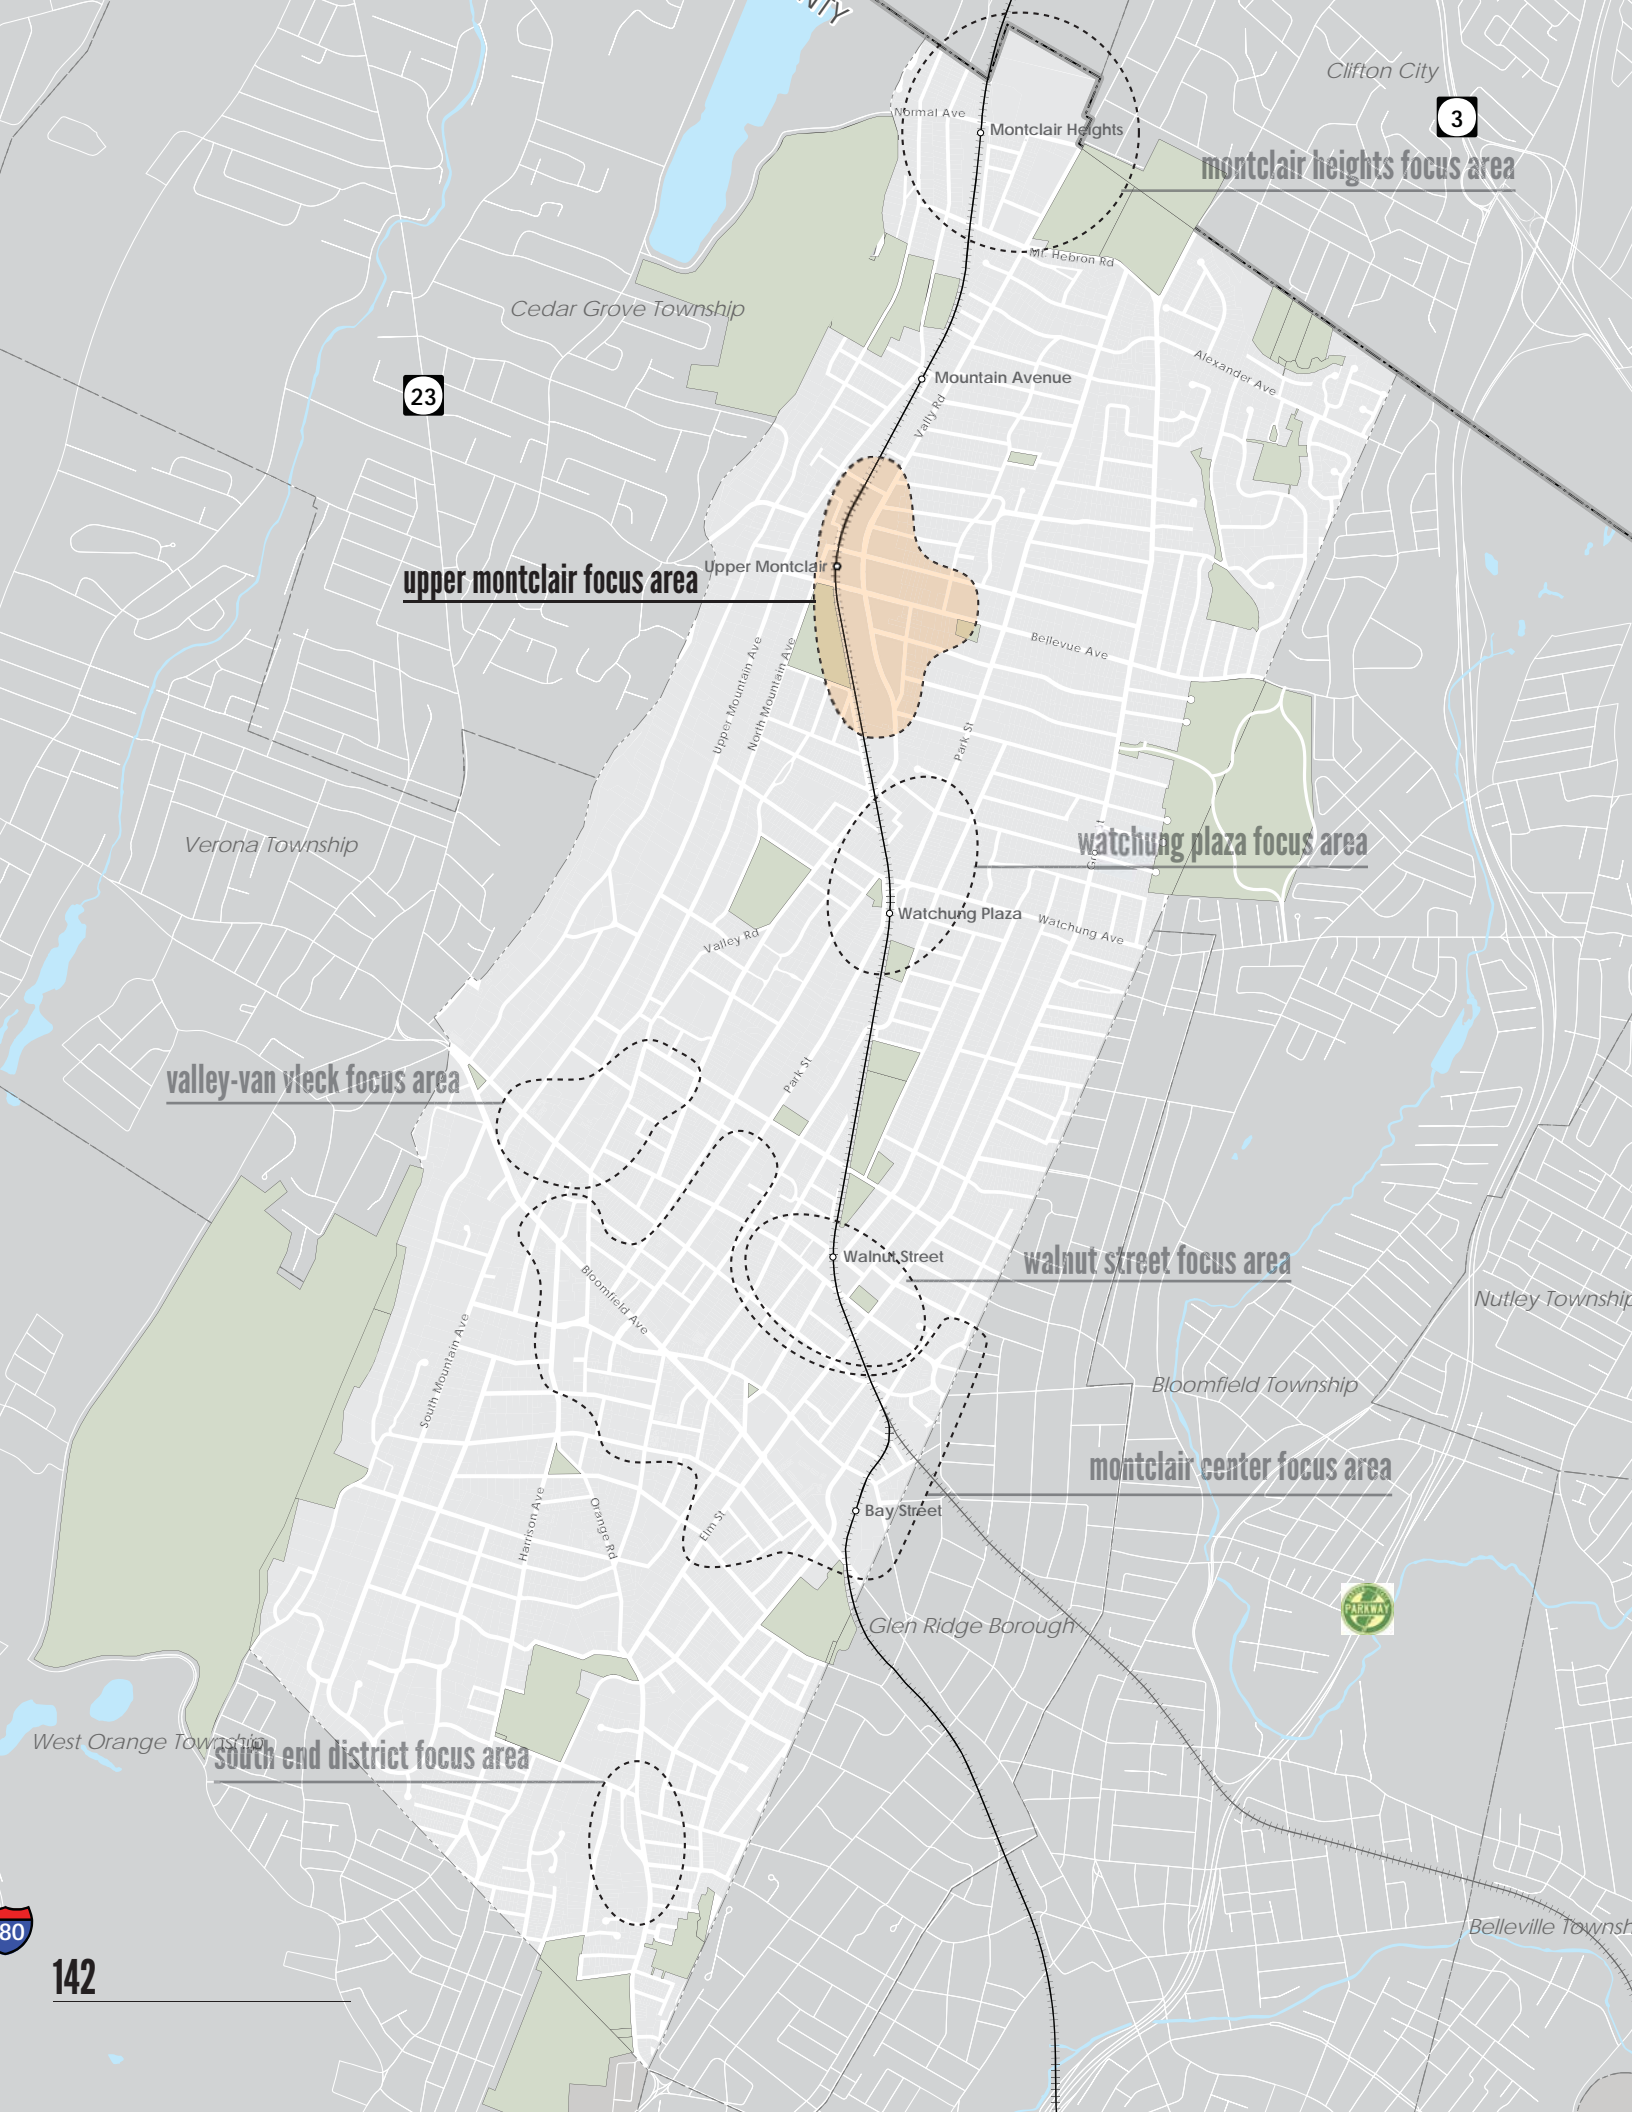 NTY
Clifton City
3
Normal Ave
Montclair Heights
montclair heights focus area
Mt. Hebron Rd
Cedar Grove Township
Alexander Ave
Mountain Avenue
23
Vally Rd
Upper Montclair
upper montclair focus area
Bellevue Ave
Upper Mountain Ave
North Mountain Ave
Park St
watchung plaza focus area
Verona Township
Watchung Plaza
Watchung Ave
Valley Rd
valley-van vleck focus area
Park St
Walnut Street
walnut street focus area
Bloomfield Ave
Nutley Township
South Mountain Ave
Bloomfield Township
montclair center focus area
Harrison Ave
Orange Rd
Elm St
Bay Street
PARKWAY
Glen Ridge Borough
West Orange Township
south end district focus area
80
Belleville Townsh
142